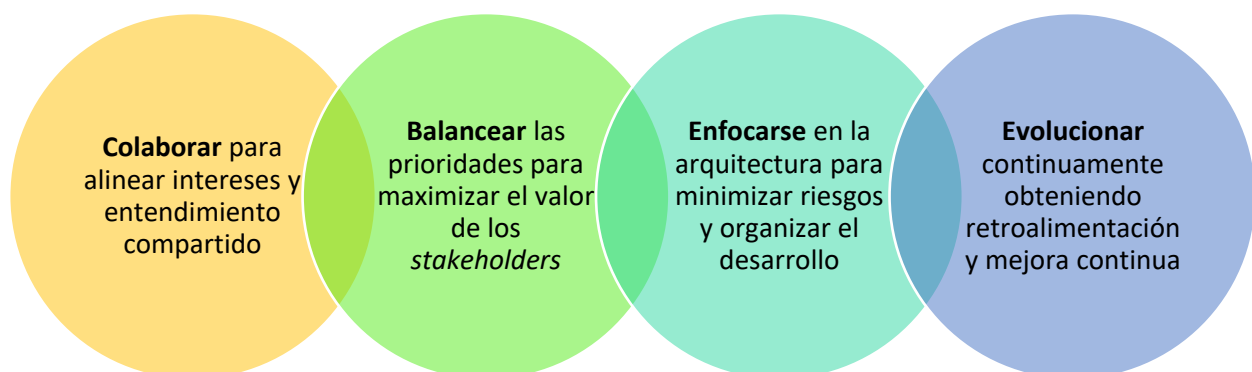 Colaborar para
alinear intereses y
entendimiento
compartido
Balancear las
prioridades para
maximizar el valor
de los
stakeholders
Enfocarse en la
arquitectura para
minimizar riesgos
y organizar el
desarrollo
Evolucionar
continuamente
obteniendo
retroalimentación
y mejora continua